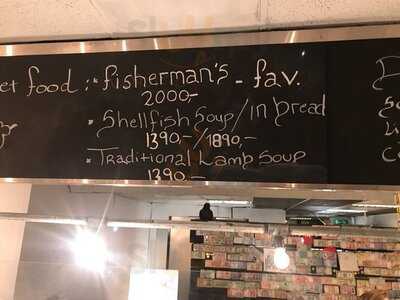 et food :• fisherman's - fav.
2000,-
• Shellfish Soup / in bread
1390,- / 1890,-
• Traditional Lamb Soup
1390,-